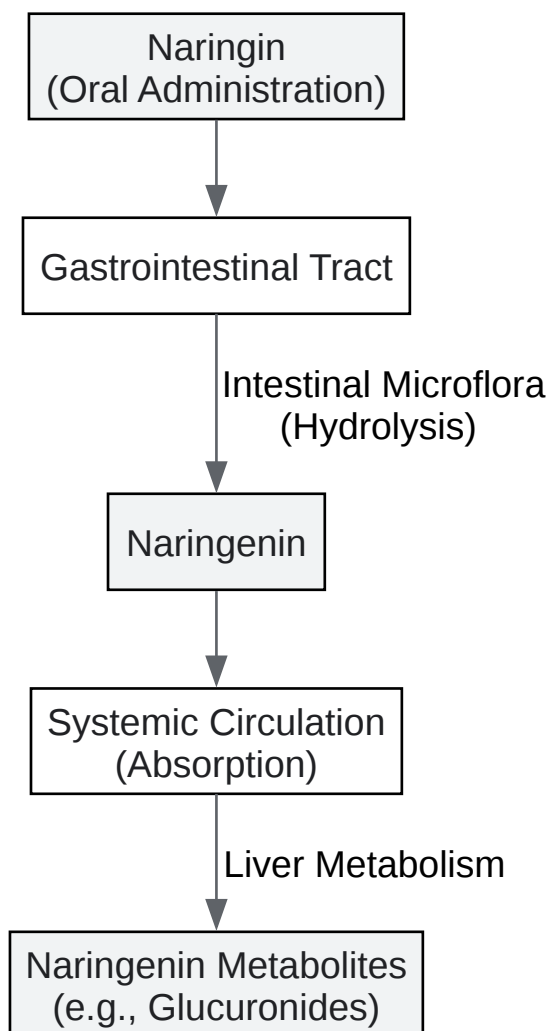 Naringin
(Oral Administration)
Gastrointestinal Tract
Intestinal Microflora
(Hydrolysis)
Naringenin
Systemic Circulation
(Absorption)
Liver Metabolism
Naringenin Metabolites
(e.g., Glucuronides)